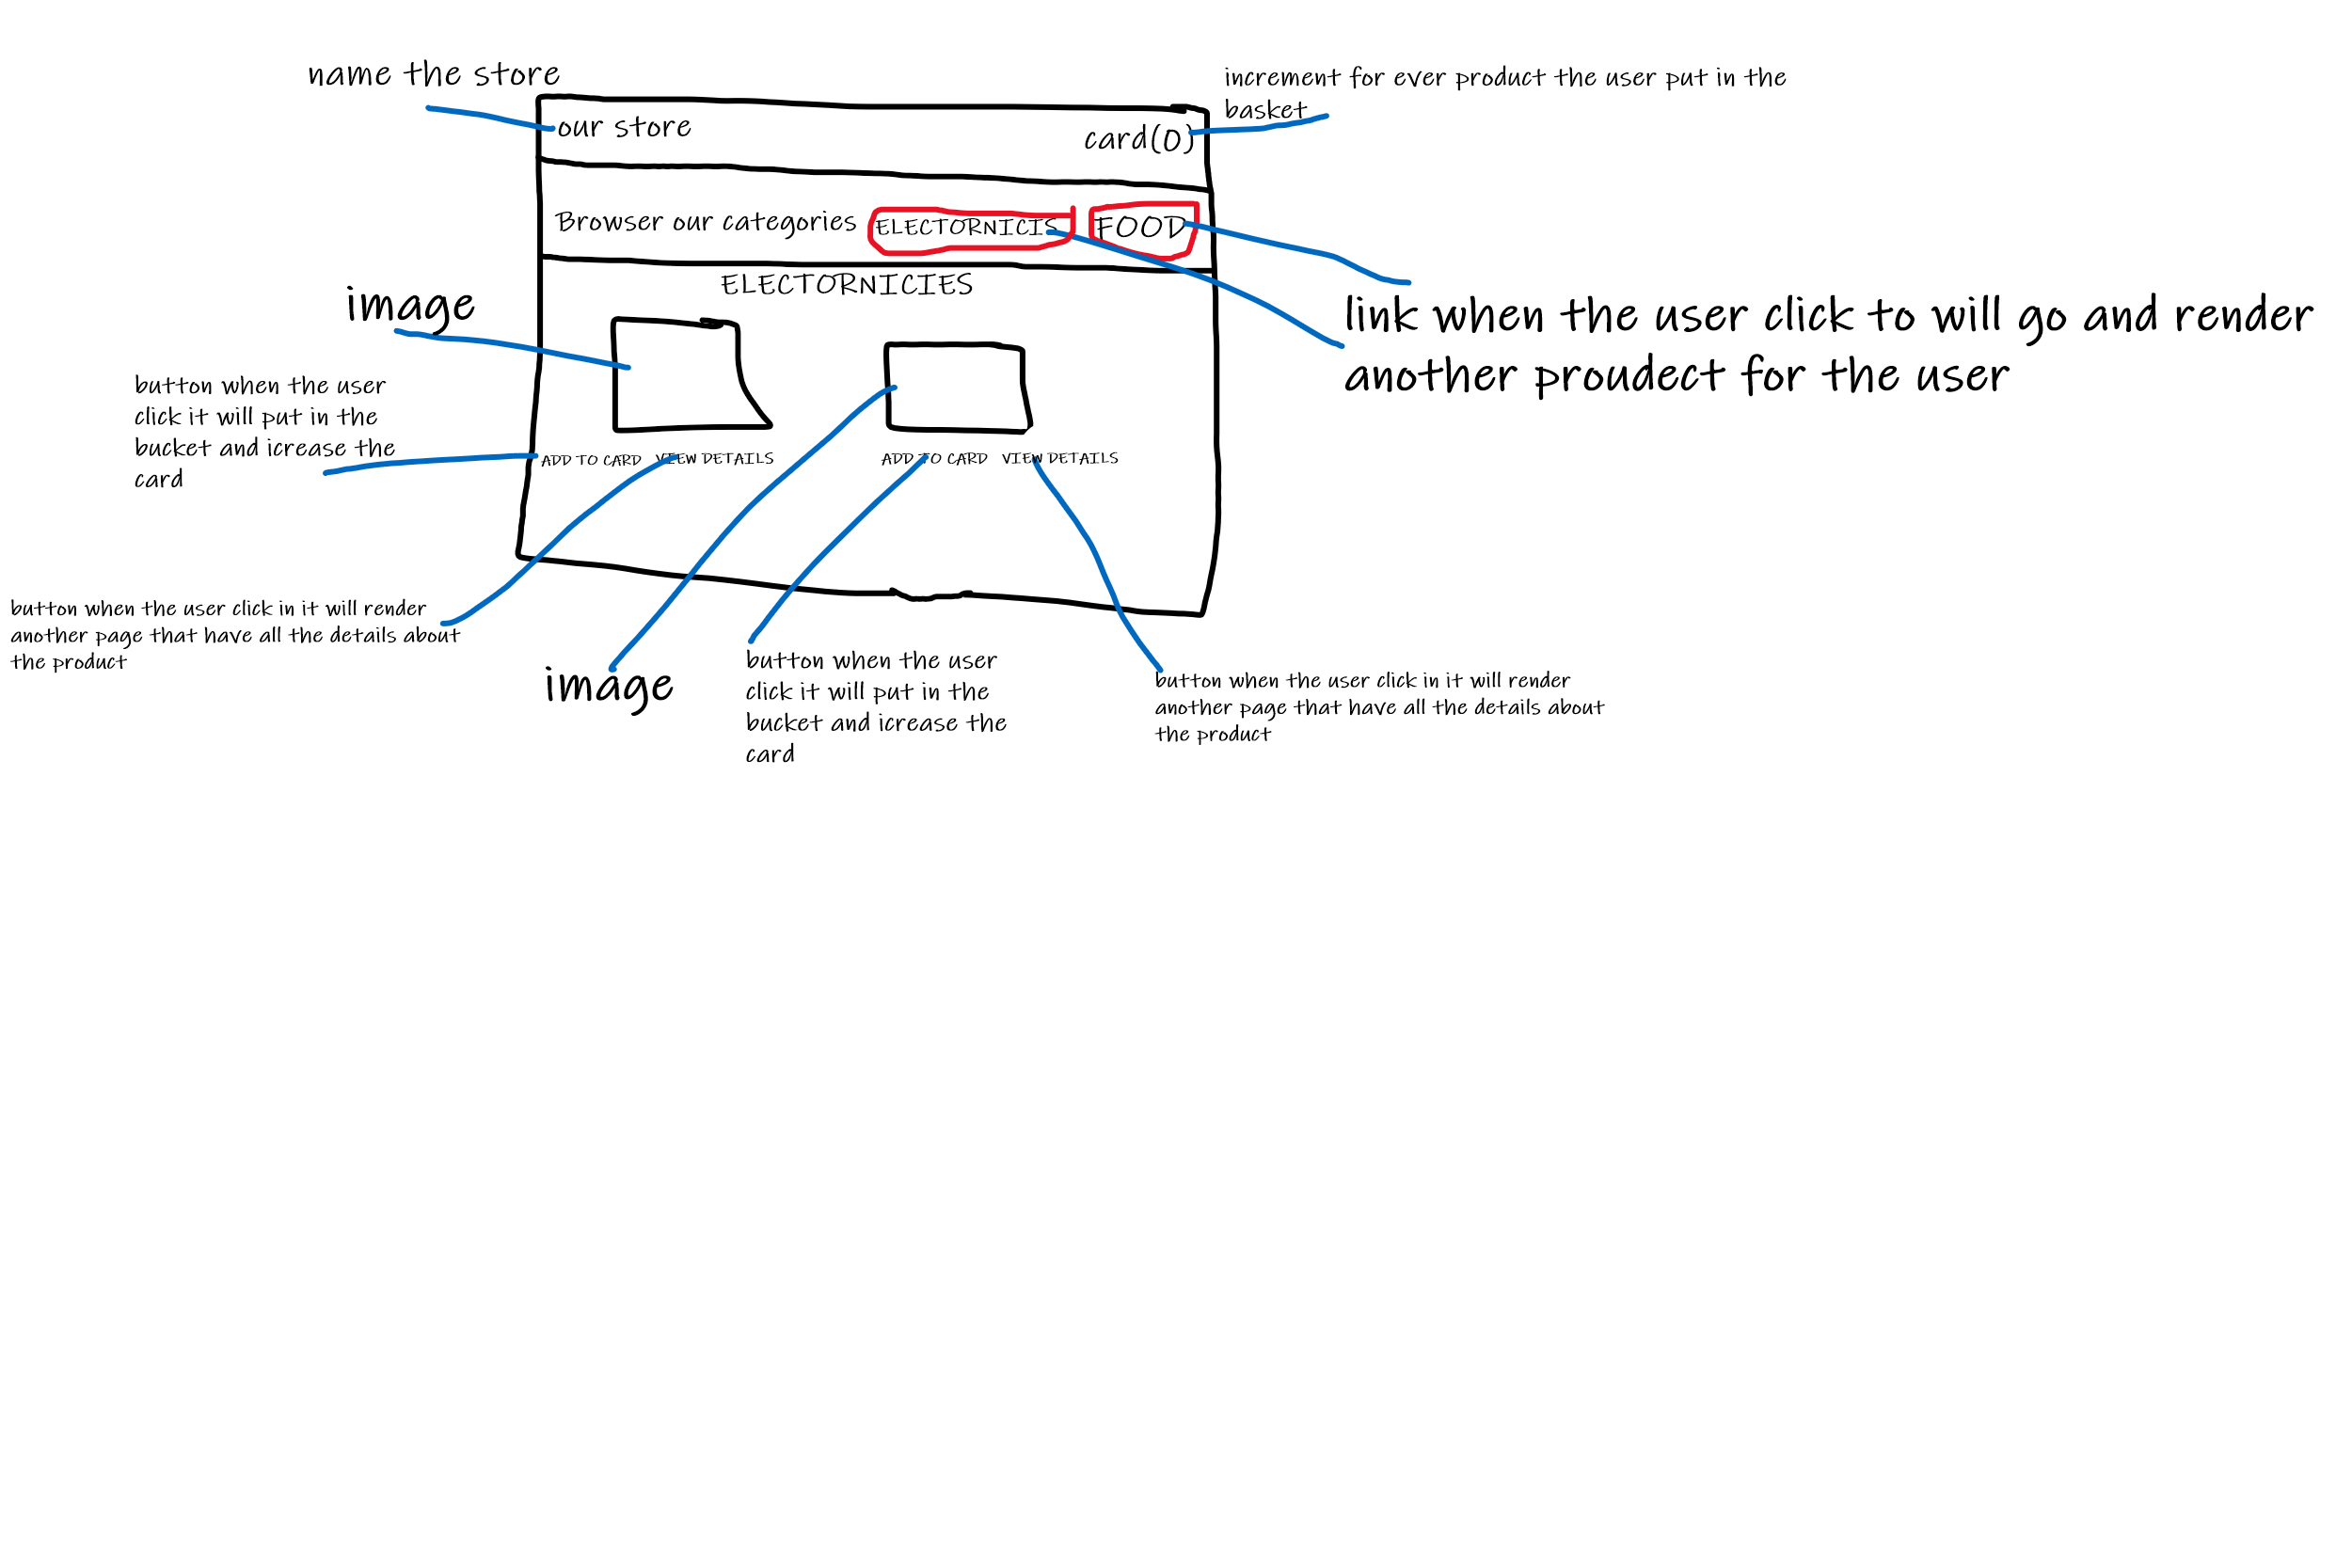 name the store
increment for ever product the user put in the
basket
our store
card(0)
Browser our categories
ELECTORNICIS
FOOD
ELECTORNICIES
image
link when the user click to will go and render
another proudect for the user
button when the user
click it will put in the
bucket and icrease the
card
ADD TO CARD
VIEW DETAILS
ADD TO CARD
VIEW DETAILS
button when the user click in it will render
another page that have all the details about
the product
image
button when the user
click it will put in the
bucket and icrease the
card
button when the user click in it will render
another page that have all the details about
the product